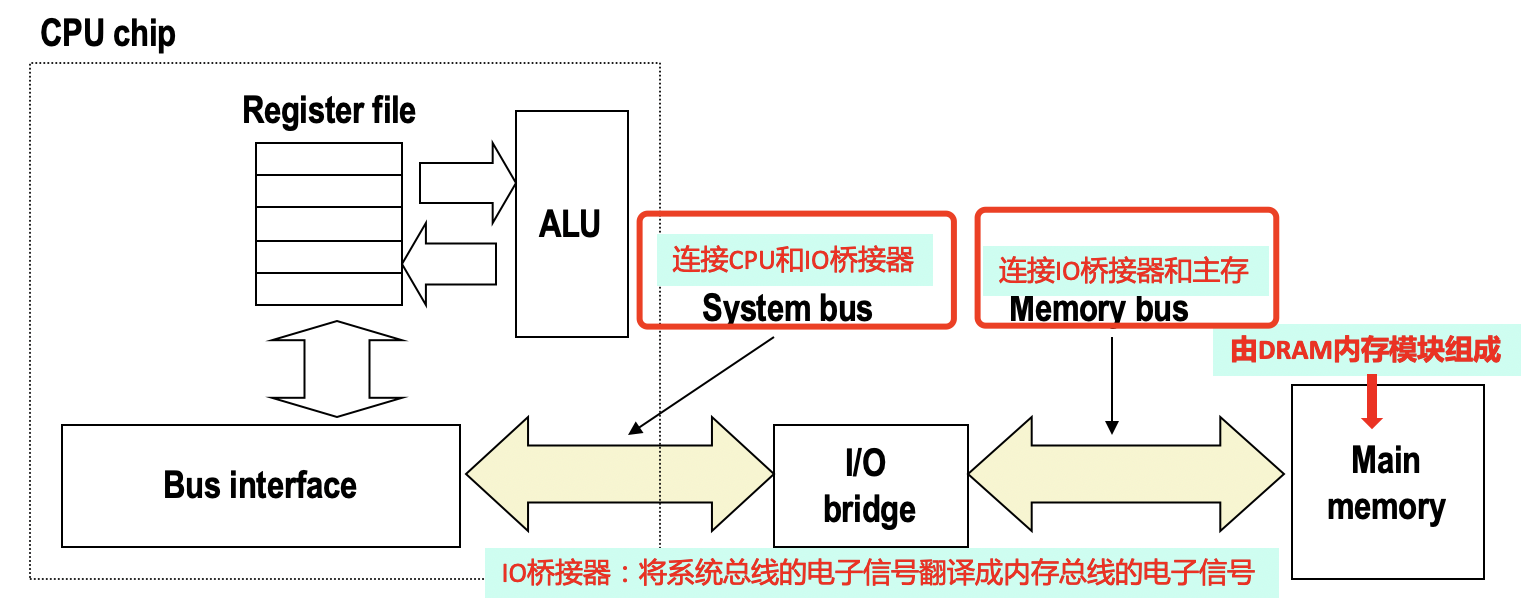 CPU chip
Register file
ALU
连接CPU和IO桥接器
System bus
连接IO桥接器和主存
Memory bus
由DRAM内存模块组成
Bus interface
I/O
bridge
Main
memory
IO桥接器：将系统总线的电子信号翻译成内存总线的电子信号